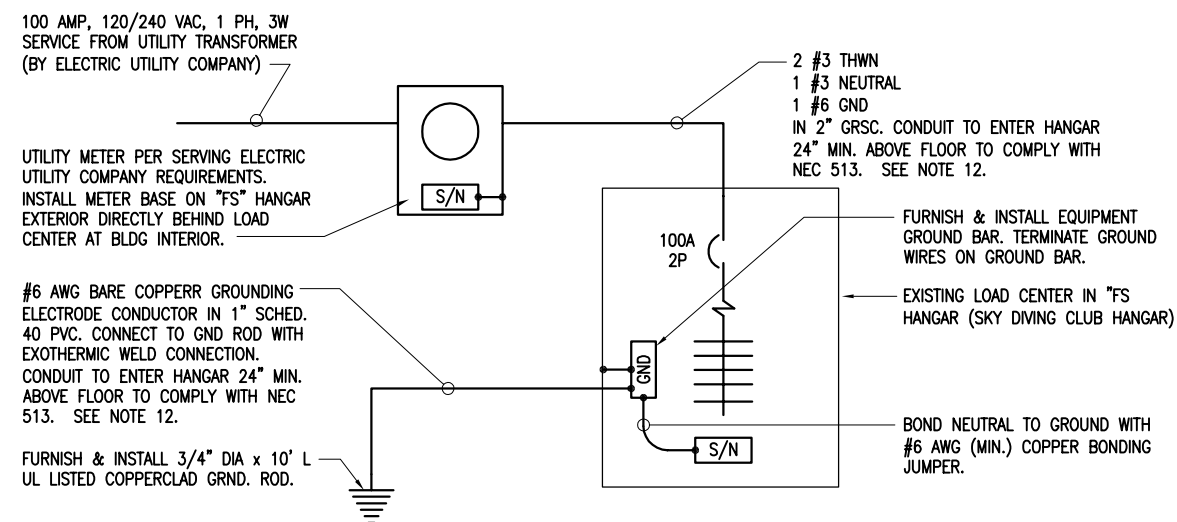 100 AMP, 120/240 VAC, 1 PH, 3W
SERVICE FROM UTILITY TRANSFORMER
(BY ELECTRIC UTILITY COMPANY)
UTILITY METER PER SERVING ELECTRIC
UTILITY COMPANY REQUIREMENTS.
INSTALL METER BASE ON "FS" HANGAR
EXTERIOR DIRECTLY BEHIND LOAD
CENTER AT BLDG INTERIOR.
S/N
2 #3 THWN
1 #3 NEUTRAL
1 #6 GND
IN 2" GRSC. CONDUIT TO ENTER HANGAR
24" MIN. ABOVE FLOOR TO COMPLY WITH
NEC 513. SEE NOTE 12.
100A
2P
FURNISH & INSTALL EQUIPMENT
GROUND BAR. TERMINATE GROUND
WIRES ON GROUND BAR.
EXISTING LOAD CENTER IN "FS
HANGAR (SKY DIVING CLUB HANGAR)
#6 AWG BARE COPPERR GROUNDING
ELECTRODE CONDUCTOR IN 1" SCHED.
40 PVC. CONNECT TO GND ROD WITH
EXOTHERMIC WELD CONNECTION.
CONDUIT TO ENTER HANGAR 24" MIN.
ABOVE FLOOR TO COMPLY WITH NEC
513. SEE NOTE 12.
GND
S/N
BOND NEUTRAL TO GROUND WITH
#6 AWG (MIN.) COPPER BONDING
JUMPER.
FURNISH & INSTALL 3/4" DIA x 10' L
UL LISTED COPPERCLAD GRND. ROD.